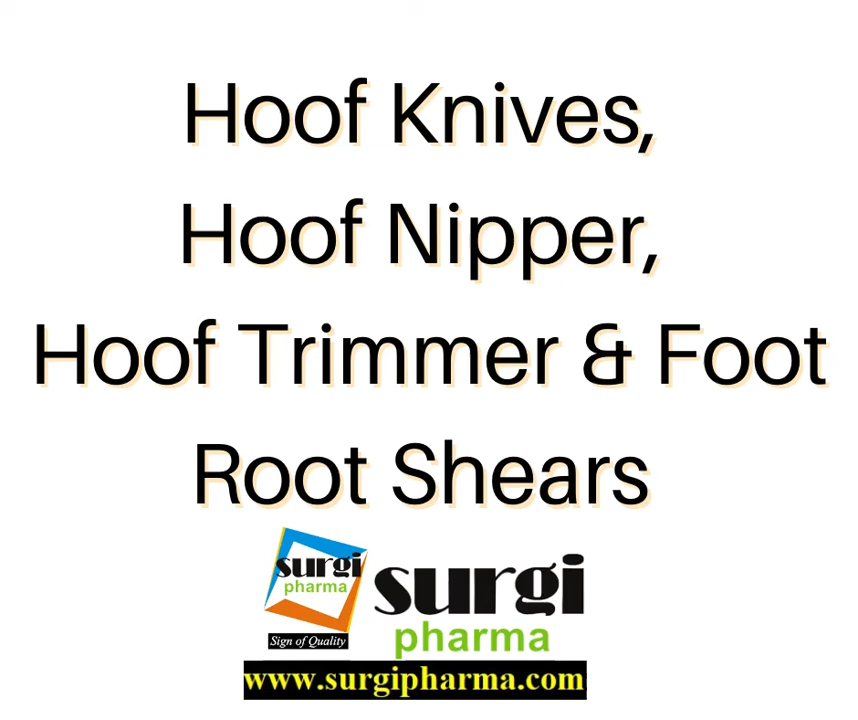 Hoof Knives,
Hoof Nipper,
Hoof Trimmer & Foot
Root Shears
surgi
pharma
Sign of Quality
surgi
pharma
www.surgipharma.com